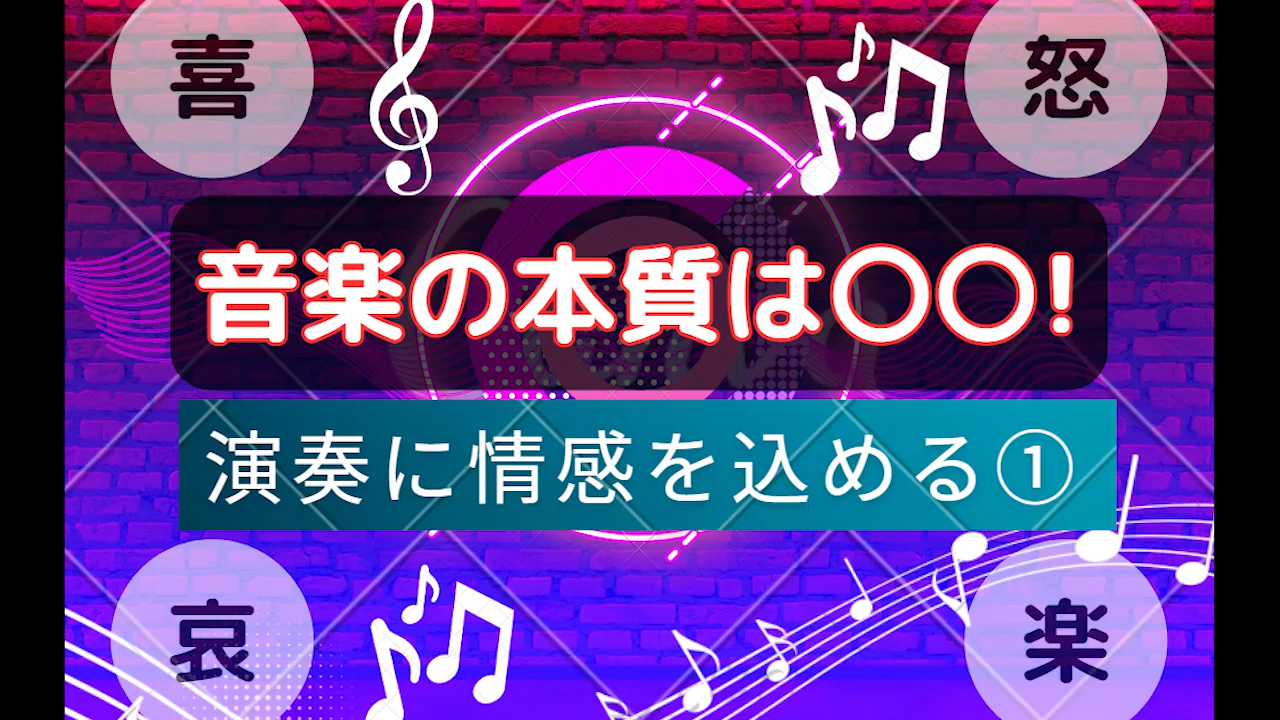 喜
怒
音楽の本質は〇〇!
演奏に情感を込める①
哀
楽